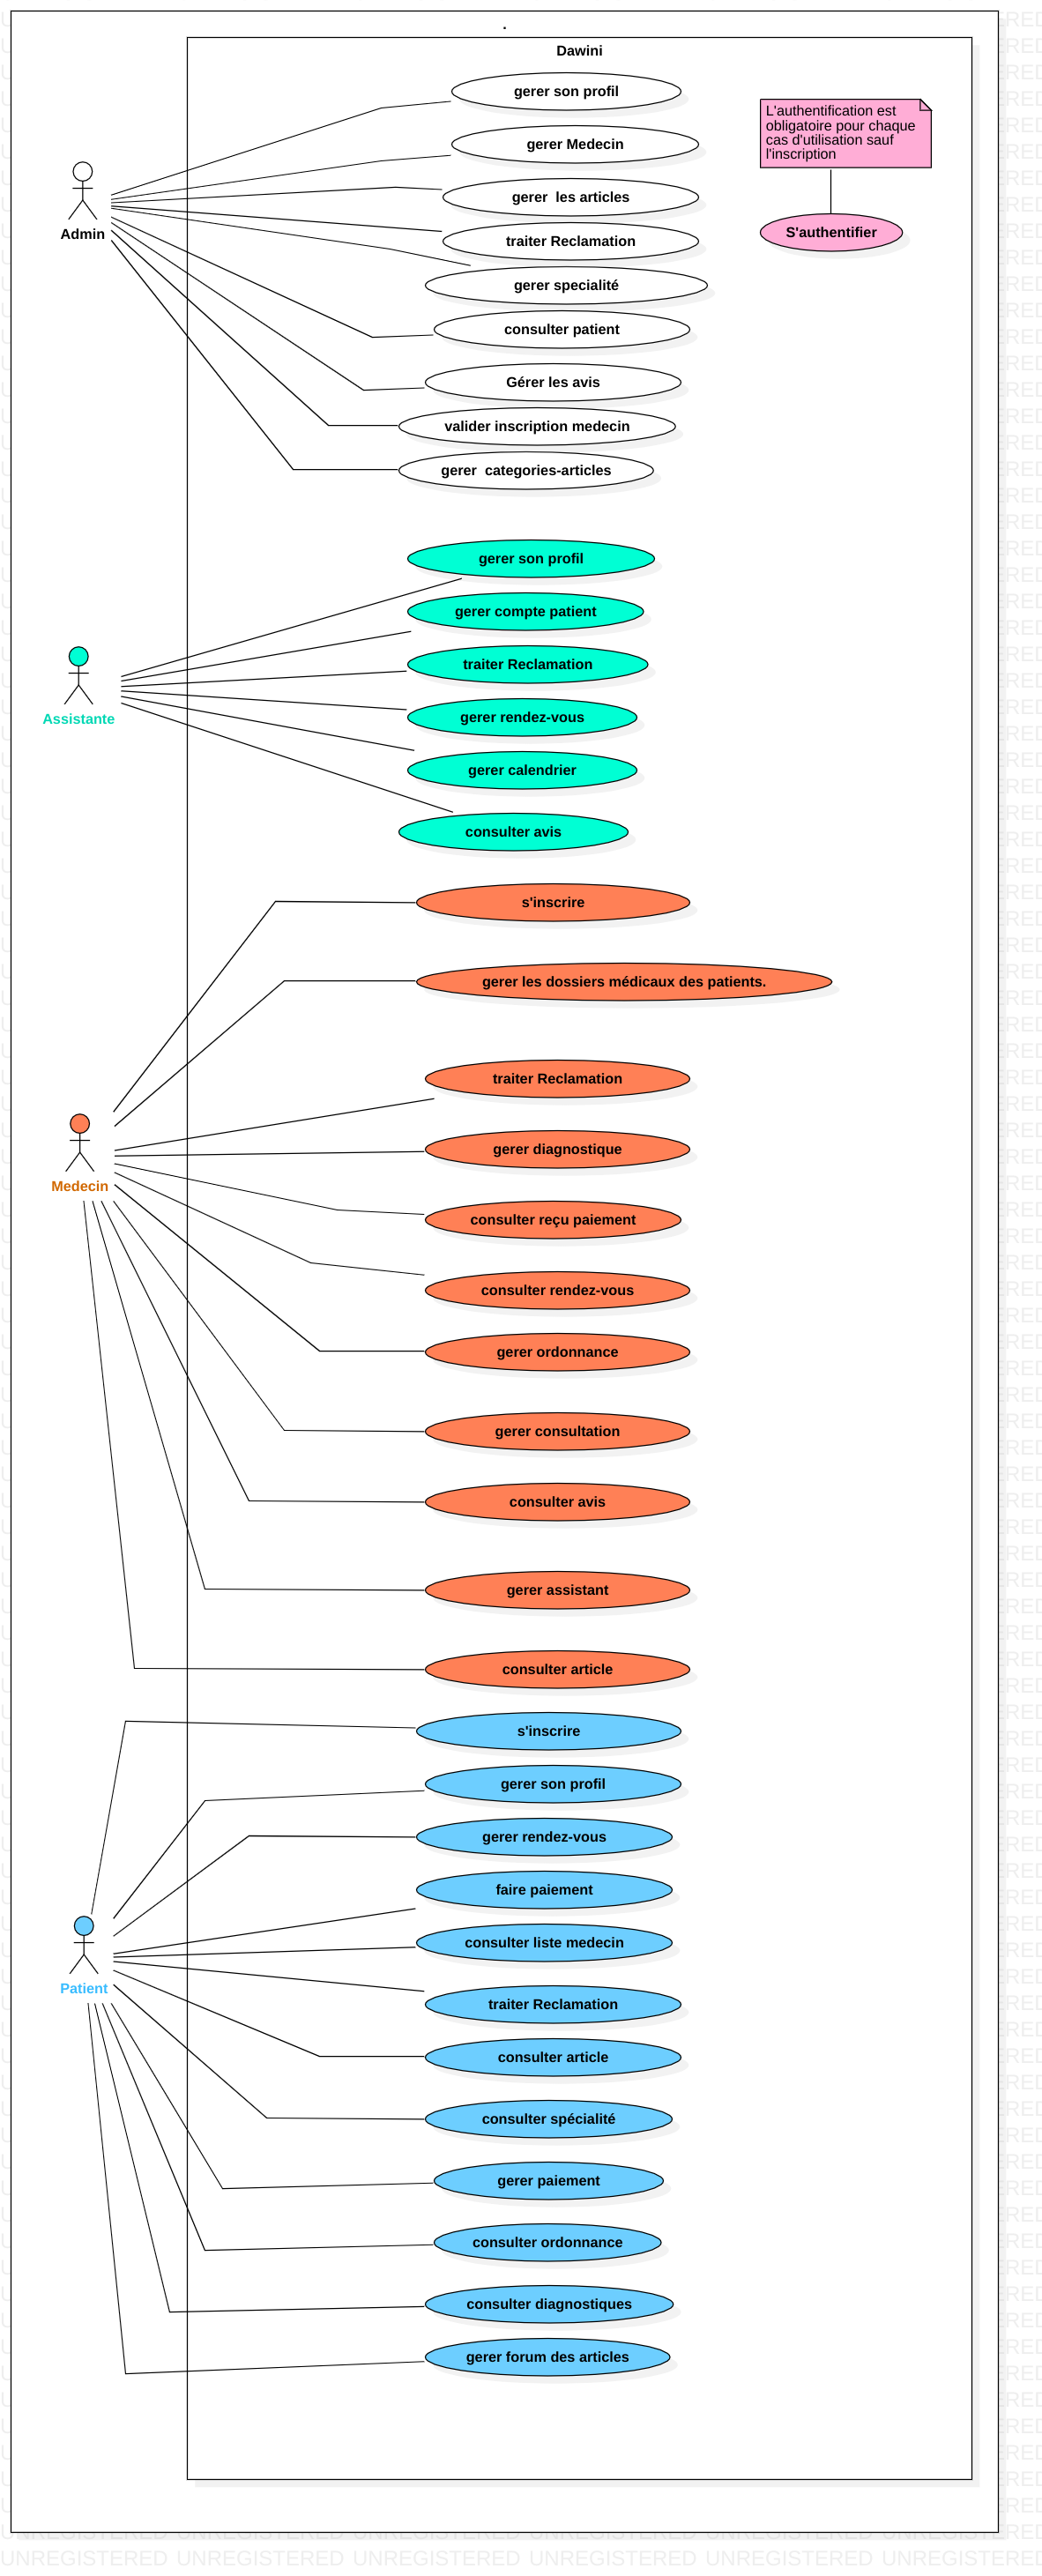 .
Dawini
gerer son profil
gerer Medecin
gerer  les articles
traiter Reclamation
gerer specialité
consulter patient
Gérer les avis
valider inscription medecin
gerer  categories-articles
Admin
L'authentification est
obligatoire pour chaque
cas d'utilisation sauf
l'inscription
S'authentifier
gerer son profil
gerer compte patient
traiter Reclamation
gerer rendez-vous
gerer calendrier
consulter avis
Assistante
s'inscrire
gerer les dossiers médicaux des patients.
traiter Reclamation
gerer diagnostique
consulter reçu paiement
consulter rendez-vous
gerer ordonnance
gerer consultation
consulter avis
gerer assistant
consulter article
Medecin
s'inscrire
gerer son profil
gerer rendez-vous
faire paiement
consulter liste medecin
traiter Reclamation
consulter article
consulter spécialité
gerer paiement
consulter ordonnance
consulter diagnostiques
gerer forum des articles
Patient
UNREGISTERED UNREGISTERED UNREGISTERED UNREGISTERED UNREGISTERED UNREGISTERED